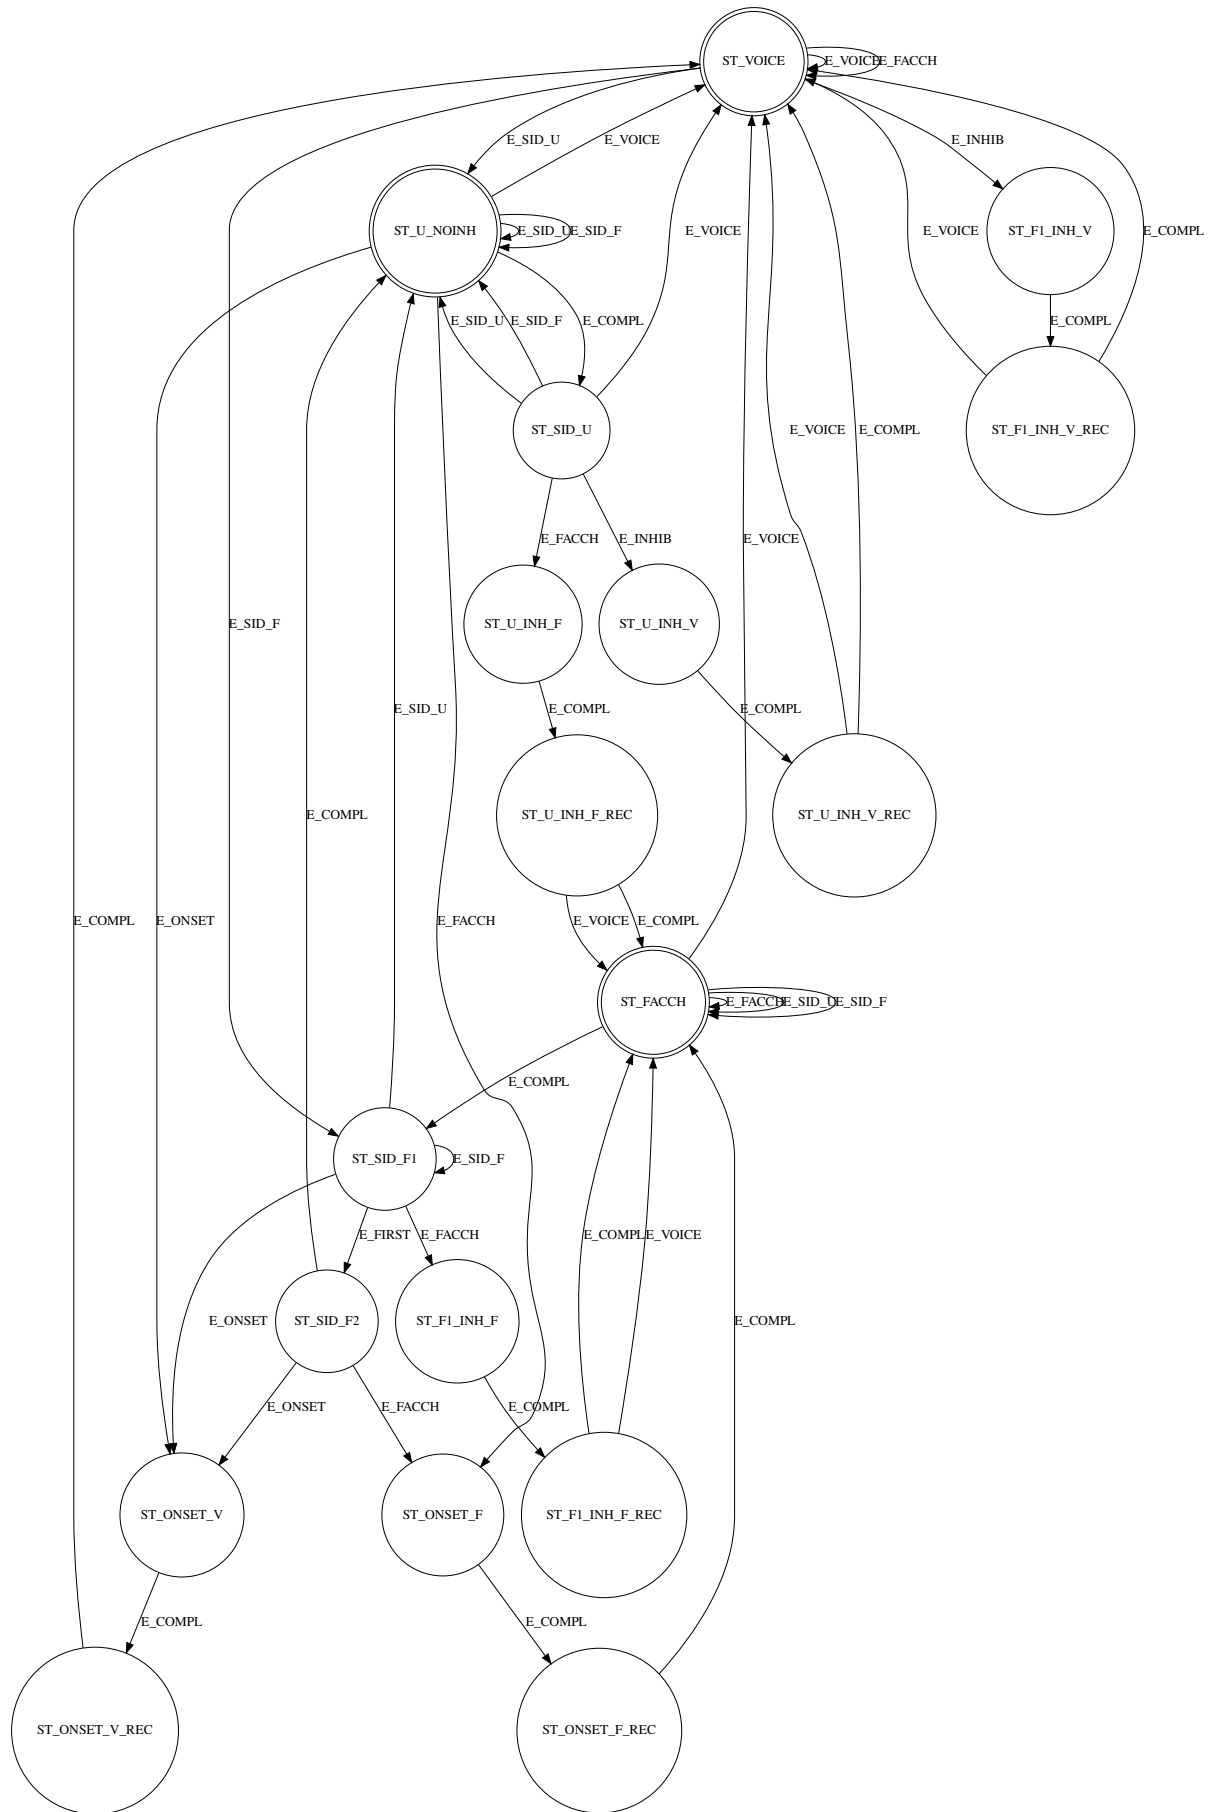 ST_VOICE
E_VOICE
E_FACCH
E_SID_U
E_VOICE
E_INHIB
ST_U_NOINH
E_SID_U
E_SID_F
E_VOICE
E_VOICE
ST_F1_INH_V
E_COMPL
E_SID_U
E_SID_F
E_COMPL
E_COMPL
ST_SID_U
E_VOICE
E_COMPL
ST_F1_INH_V_REC
E_FACCH
E_INHIB
E_VOICE
E_SID_F
ST_U_INH_F
ST_U_INH_V
E_SID_U
E_COMPL
E_COMPL
E_COMPL
ST_U_INH_F_REC
ST_U_INH_V_REC
E_COMPL
E_ONSET
E_FACCH
E_VOICE
E_COMPL
ST_FACCH
E_FACCH
E_SID_U
E_SID_F
E_COMPL
ST_SID_F1
E_SID_F
E_FIRST
E_FACCH
E_COMPL
E_VOICE
E_ONSET
ST_SID_F2
ST_F1_INH_F
E_COMPL
E_ONSET
E_FACCH
E_COMPL
ST_ONSET_V
ST_ONSET_F
ST_F1_INH_F_REC
E_COMPL
E_COMPL
ST_ONSET_V_REC
ST_ONSET_F_REC